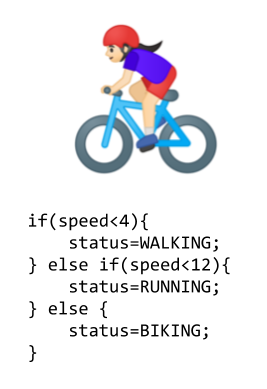 if(speed<4){
    status=WALKING;
} else if(speed<12){
    status=RUNNING;
} else {
    status=BIKING;
}